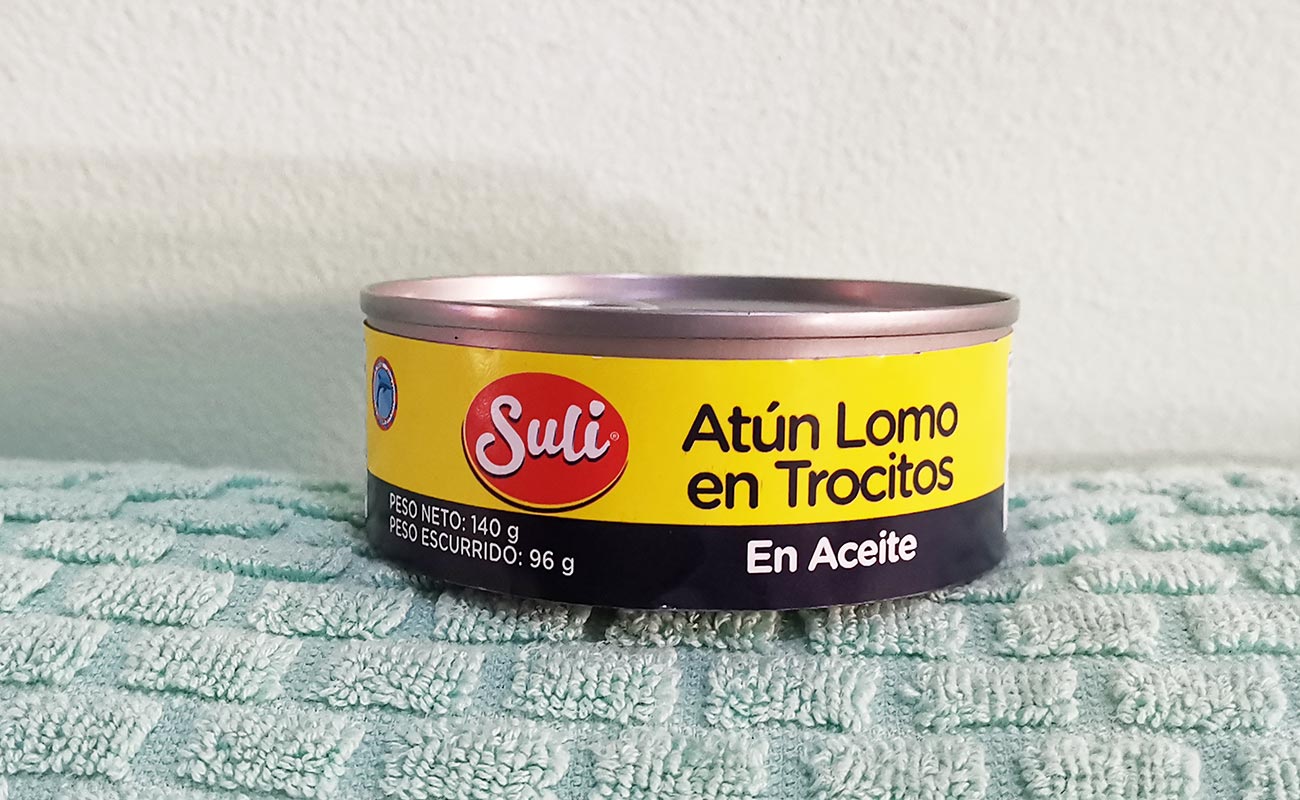 Suli®
Atún Lomo
en Trocitos
PESO NETO: 140 g
PESO ESCURRIDO: 96 g
En Aceite